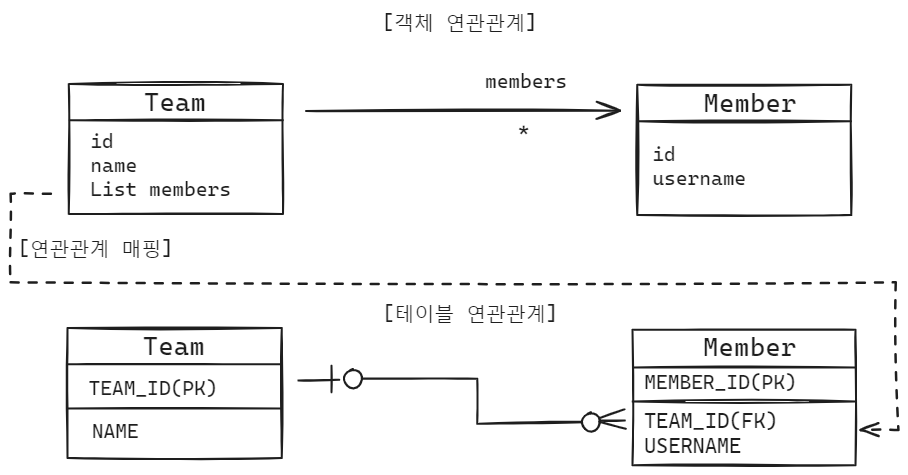 [객체 연관관계]
members
Team
Member
*
id
name
List members
id
username
[연관관계 매핑]
[테이블 연관관계]
Team
Member
TEAM_ID(PK)
MEMBER_ID(PK)
NAME
TEAM_ID(FK)
USERNAME